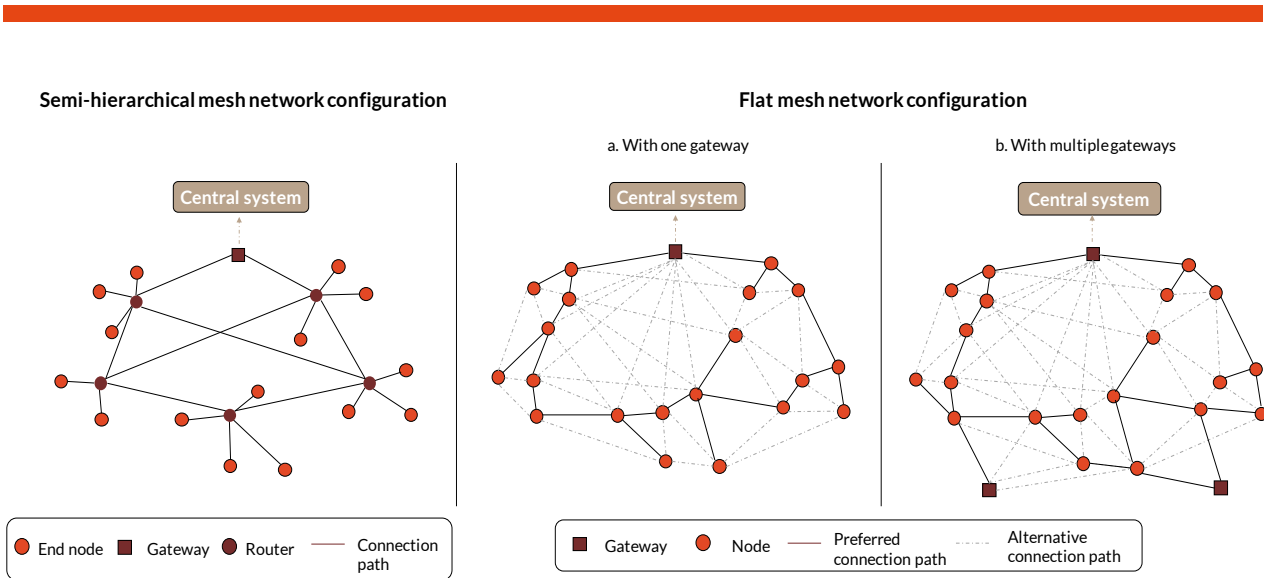 Semi-hierarchical mesh network configuration
Flat mesh network configuration
a. With one gateway
b. With multiple gateways
Central system
Central system
Central system
End node
Gateway
Router
Connection
path
Gateway
Node
Preferred
connection path
Alternative
connection path